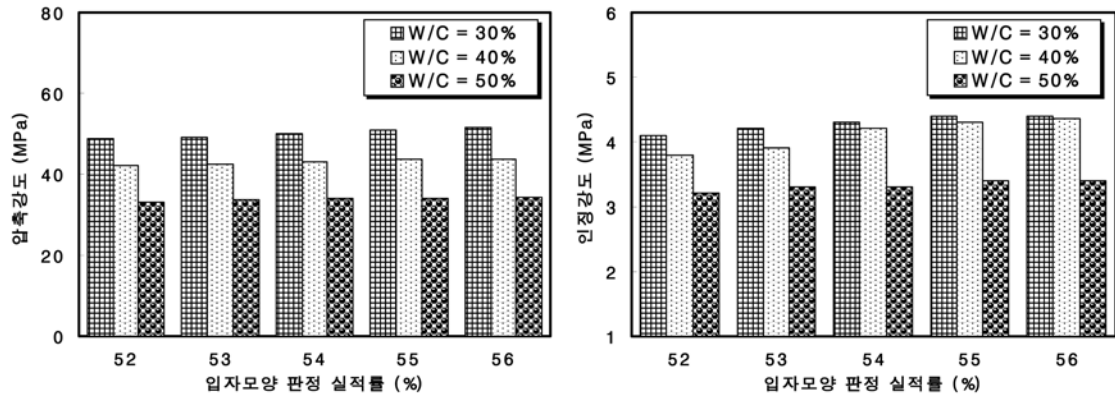 80
60
40
20
0
압축강도 (MPa)
W/C = 30%
W/C = 40%
W/C = 50%
52 53 54 55 56
입자모양 판정 실적률 (%)
6
5
4
3
2
1
인장강도 (MPa)
W/C = 30%
W/C = 40%
W/C = 50%
52 53 54 55 56
입자모양 판정 실적률 (%)